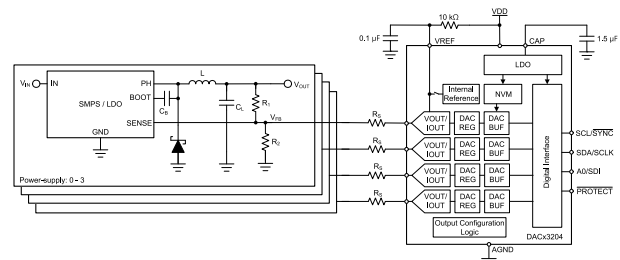 10 kΩ
VDD
0.1 µF
VREF
CAP
1.5 µF
LDO
Internal Reference
NVM
VIN
IN
PH
L
VOUT
SMPS / LDO
BOOT
CB
CL
R1
SENSE
VFB
R2
GND
Power-supply: 0 – 3
RS
VOUT/ IOUT
DAC REG
DAC BUF
RS
VOUT/ IOUT
DAC REG
DAC BUF
RS
VOUT/ IOUT
DAC REG
DAC BUF
RS
VOUT/ IOUT
DAC REG
DAC BUF
Digital Interface
SCL/SYNC
SDA/SCLK
A0/SDI
PROTECT
Output Configuration
Logic
DACx3204
AGND